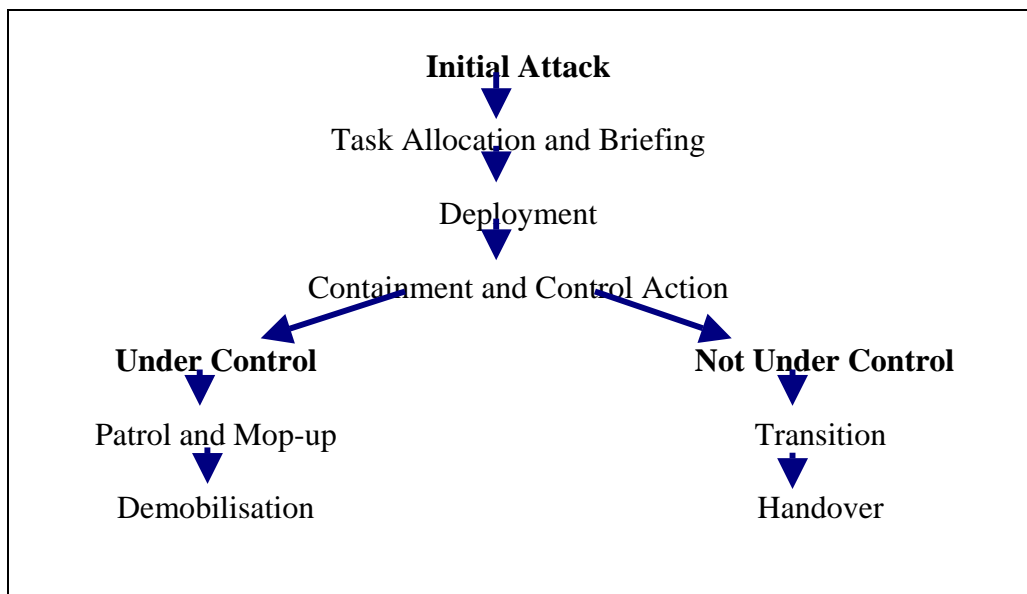 Initial Attack
Task Allocation and Briefing
Deployment
Containment and Control Action
Under Control
Not Under Control
Patrol and Mop-up
Transition
Demobilisation
Handover